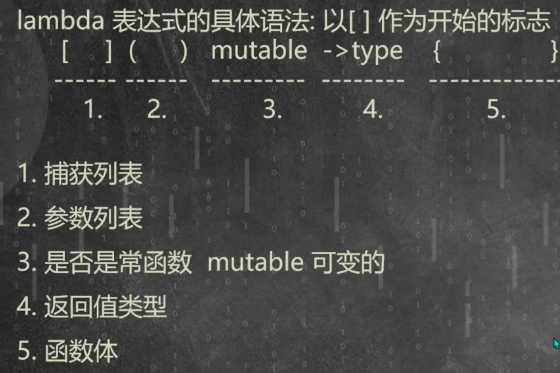 lambda 表达式的具体语法: 以[ ] 作为开始的标志
[ ] ( ) mutable ->type { }
------ ------ --------- -------- -------------
1. 2. 3. 4. 5.
1. 捕获列表
2. 参数列表
3. 是否是常函数 mutable 可变的
4. 返回值类型
5. 函数体